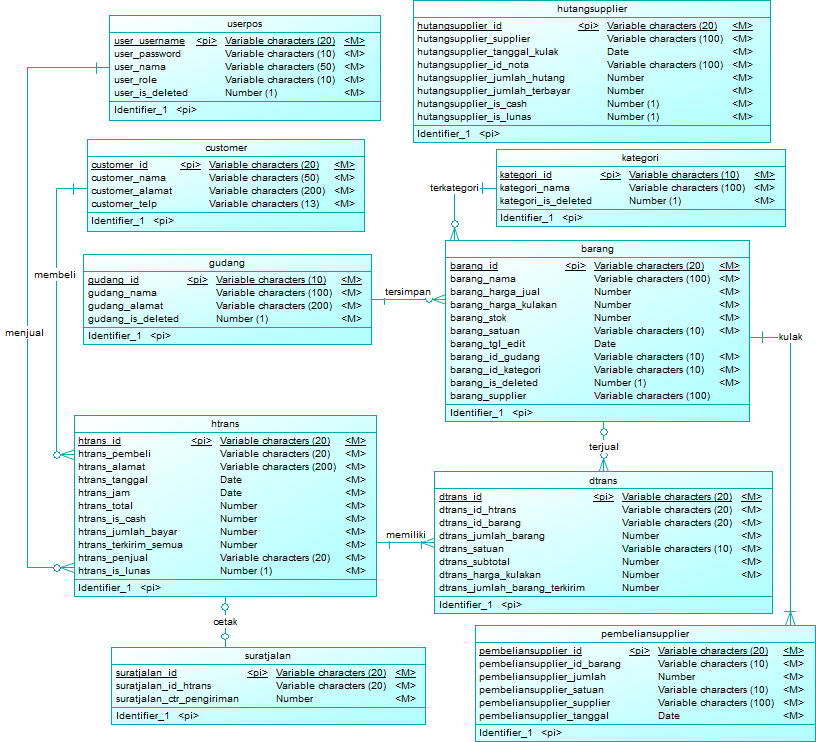 userpos
user_username <pi> Variable characters (20) <M>
user_password Variable characters (10) <M>
user_nama Variable characters (50) <M>
user_role Variable characters (10) <M>
user_is_deleted Number (1) <M>
Identifier_1 <pi>
hutangsupplier
hutangsupplier_id <pi> Variable characters (20) <M>
hutangsupplier_supplier Variable characters (100) <M>
hutangsupplier_tanggal_kulak Date <M>
hutangsupplier_id_nota Variable characters (100) <M>
hutangsupplier_jumlah_hutang Number <M>
hutangsupplier_jumlah_terbayar Number <M>
hutangsupplier_is_cash Number (1) <M>
hutangsupplier_is_lunas Number (1) <M>
Identifier_1 <pi>
customer
customer_id <pi> Variable characters (20) <M>
customer_nama Variable characters (50) <M>
customer_alamat Variable characters (200) <M>
customer_telp Variable characters (13) <M>
Identifier_1 <pi>
kategori
kategori_id <pi> Variable characters (10) <M>
kategori_nama Variable characters (100) <M>
kategori_is_deleted Number (1) <M>
Identifier_1 <pi>
terkategori
gudang
gudang_id <pi> Variable characters (10) <M>
gudang_nama Variable characters (100) <M>
gudang_alamat Variable characters (200) <M>
gudang_is_deleted Number (1) <M>
Identifier_1 <pi>
membeli
menjual
tersimpan
barang
barang_id <pi> Variable characters (20) <M>
barang_nama Variable characters (100) <M>
barang_harga_jual Number <M>
barang_harga_kulakan Number <M>
barang_stok Number <M>
barang_satuan Variable characters (10) <M>
barang_tgl_edit Date
barang_id_gudang Variable characters (10) <M>
barang_id_kategori Variable characters (10) <M>
barang_is_deleted Number (1) <M>
barang_supplier Variable characters (100)
Identifier_1 <pi>
kulak
htrans
htrans_id <pi> Variable characters (20) <M>
htrans_pembeli Variable characters (20) <M>
htrans_alamat Variable characters (200) <M>
htrans_tanggal Date <M>
htrans_jam Date <M>
htrans_total Number <M>
htrans_is_cash Number <M>
htrans_jumlah_bayar Number <M>
htrans_terkirim_semua Number <M>
htrans_penjual Variable characters (20) <M>
htrans_is_lunas Number (1) <M>
Identifier_1 <pi>
terjual
memiliki
dtrans
dtrans_id <pi> Variable characters (20) <M>
dtrans_id_htrans Variable characters (20) <M>
dtrans_id_barang Variable characters (20) <M>
dtrans_jumlah_barang Number <M>
dtrans_satuan Variable characters (10) <M>
dtrans_subtotal Number <M>
dtrans_harga_kulakan Number <M>
dtrans_jumlah_barang_terkirim Number
Identifier_1 <pi>
cetak
suratjalan
suratjalan_id <pi> Variable characters (20) <M>
suratjalan_id_htrans Variable characters (20) <M>
suratjalan_ctr_pengiriman Number <M>
Identifier_1 <pi>
pembeliansupplier
pembeliansupplier_id <pi> Variable characters (20) <M>
pembeliansupplier_id_barang Variable characters (10) <M>
pembeliansupplier_jumlah Number <M>
pembeliansupplier_satuan Variable characters (10) <M>
pembeliansupplier_supplier Variable characters (100) <M>
pembeliansupplier_tanggal Date <M>
Identifier_1 <pi>